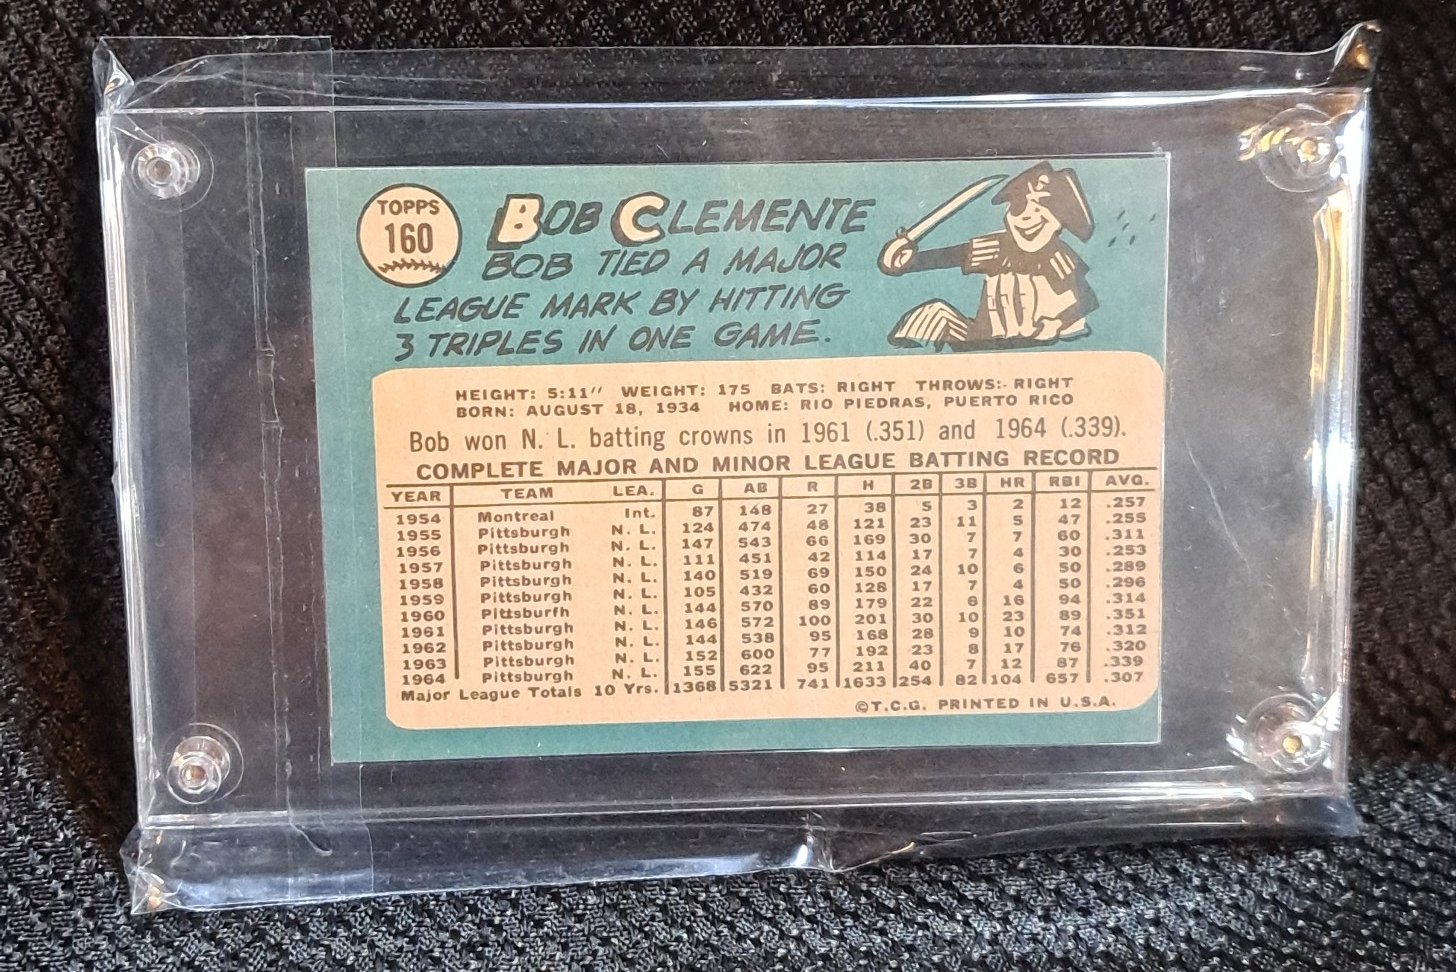 TOPPS
160
BOB CLEMENTE
BOB TIED A MAJOR
LEAGUE MARK BY HITTING
3 TRIPLES IN ONE GAME.
HEIGHT: 5:11" WEIGHT: 175 BATS: RIGHT THROWS: RIGHT
BORN: AUGUST 18, 1934 HOME: RIO PIEDRAS, PUERTO RICO
Bob won N. L. batting crowns in 1961 (.351) and 1964 (.339).
COMPLETE MAJOR AND MINOR LEAGUE BATTING RECORD
YEAR TEAM LEA. G AB R H 2B 3B HR RBI AVG.
1954 Montreal Int. 87 148 27 38 5 3 2 12 .257
1955 Pittsburgh N. L. 124 474 48 121 23 11 5 47 .255
1956 Pittsburgh N. L. 147 543 66 169 30 7 7 60 .311
1957 Pittsburgh N. L. 111 451 42 114 17 7 4 30 .253
1958 Pittsburgh N. L. 140 519 69 150 24 10 6 50 .289
1959 Pittsburgh N. L. 105 432 60 128 17 7 4 50 .296
1960 Pittsburfh N. L. 144 570 89 179 22 6 16 94 .314
1961 Pittsburgh N. L. 146 572 100 201 30 10 23 89 .351
1962 Pittsburgh N. L. 144 538 95 168 28 9 10 74 .312
1963 Pittsburgh N. L. 152 600 77 192 23 8 17 76 .320
1964 Pittsburgh N. L. 155 622 95 211 40 7 12 87 .339
Major League Totals 10 Yrs. 1368 5321 741 1633 254 82 104 657 .307
©T.C.G. PRINTED IN U.S.A.